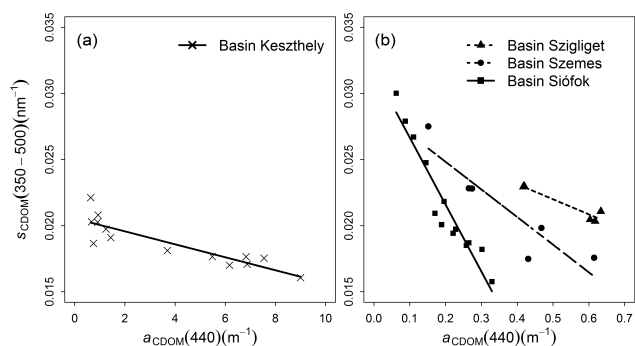 (a)
Basin Keszthely
(b)
Basin Szigliget
Basin Szemes
Basin Siófok
0.035
0.030
0.025
0.020
0.015
sCDOM(350 − 500)(nm⁻¹)
0.035
0.030
0.025
0.020
0.015
0 2 4 6 8 10
aCDOM(440)(m⁻¹)
0.0 0.1 0.2 0.3 0.4 0.5 0.6 0.7
aCDOM(440)(m⁻¹)